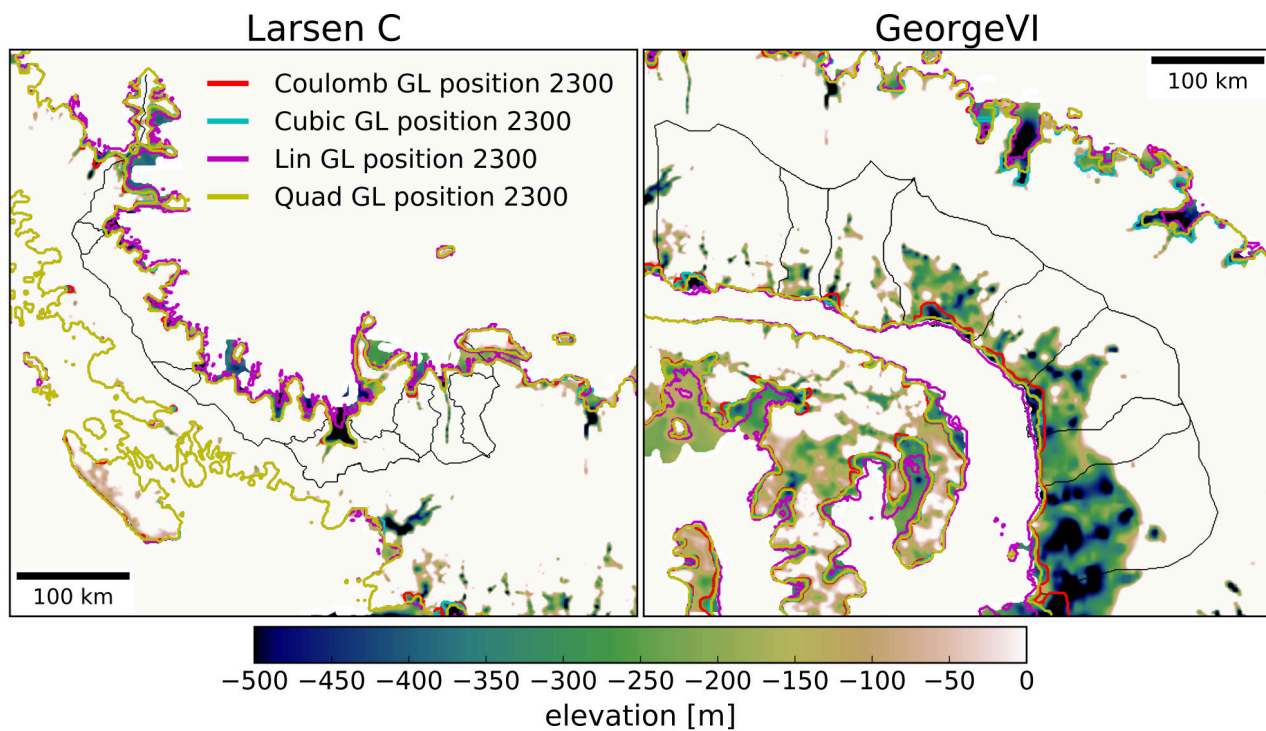 Larsen C
GeorgeVI
Coulomb GL position 2300
Cubic GL position 2300
Lin GL position 2300
Quad GL position 2300
100 km
100 km
−500 −450 −400 −350 −300 −250 −200 −150 −100 −50 0
elevation [m]